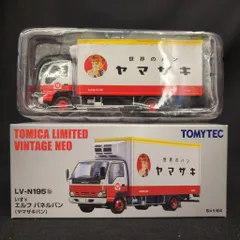 世界のパン
ヤマザキ
TOMICA LIMITED
VINTAGE NEO
TOMYTEC
LV-N195
いすゞ
エルフ パネルバン
(ヤマザキパン)
世界のパン
ヤマザキ